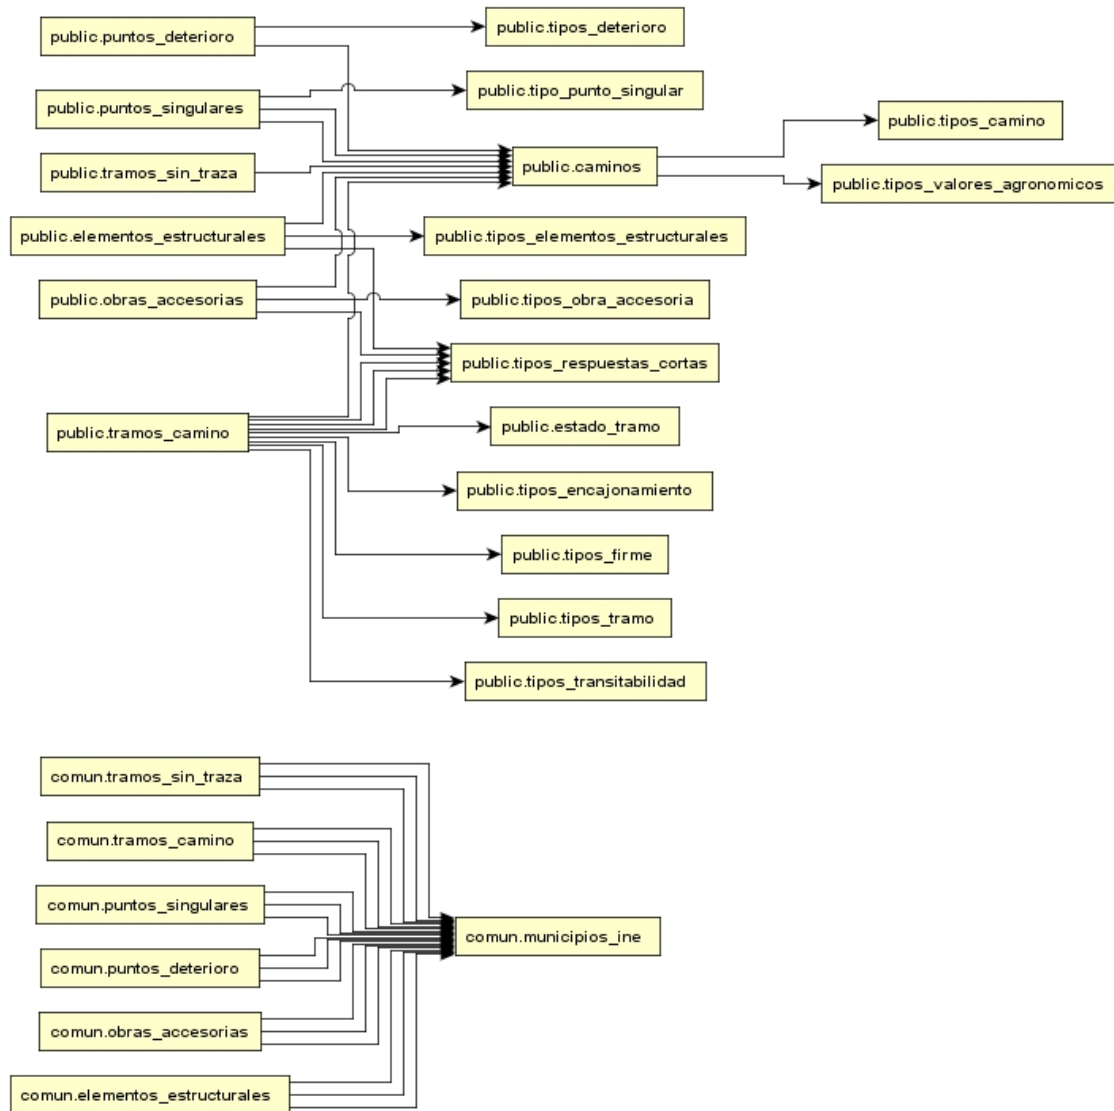 public.puntos_deterioro
public.tipos_deterioro
public.puntos_singulares
public.tipo_punto_singular
public.tipos_camino
public.tramos_sin_traza
public.caminos
public.tipos_valores_agronomicos
public.elementos_estructurales
public.tipos_elementos_estructurales
public.obras_accesorias
public.tipos_obra_accesoria
public.tipos_respuestas_cortas
public.tramos_camino
public.estado_tramo
public.tipos_encajonamiento
public.tipos_firme
public.tipos_tramo
public.tipos_transitabilidad
comun.tramos_sin_traza
comun.tramos_camino
comun.puntos_singulares
comun.municipios_ine
comun.puntos_deterioro
comun.obras_accesorias
comun.elementos_estructurales